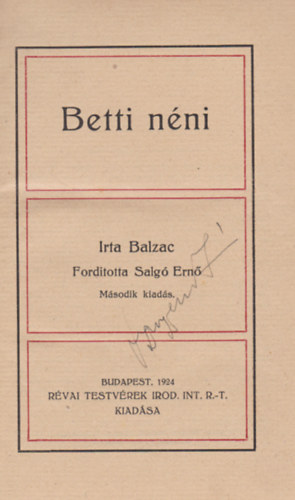 Betti néni
Irta Balzac
Forditotta Salgó Ernő
Második kiadás
BUDAPEST, 1924
RÉVAI TESTVÉREK IROD. INT. R.-T.
KIADÁSA